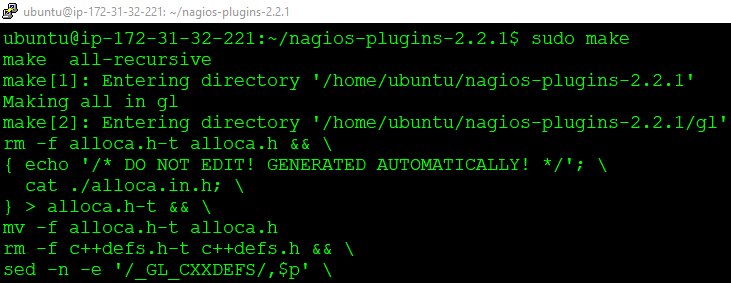 ubuntu@ip-172-31-32-221: ~/nagios-plugins-2.2.1
ubuntu@ip-172-31-32-221:~/nagios-plugins-2.2.1$ sudo make
make  all-recursive
make[1]: Entering directory '/home/ubuntu/nagios-plugins-2.2.1'
Making all in gl
make[2]: Entering directory '/home/ubuntu/nagios-plugins-2.2.1/gl'
rm -f alloca.h-t alloca.h && \
{ echo '/* DO NOT EDIT! GENERATED AUTOMATICALLY! */'; \
  cat ./alloca.in.h; \
} > alloca.h-t && \
mv -f alloca.h-t alloca.h
rm -f c++defs.h-t c++defs.h && \
sed -n -e '/_GL_CXXDEFS/,$p' \